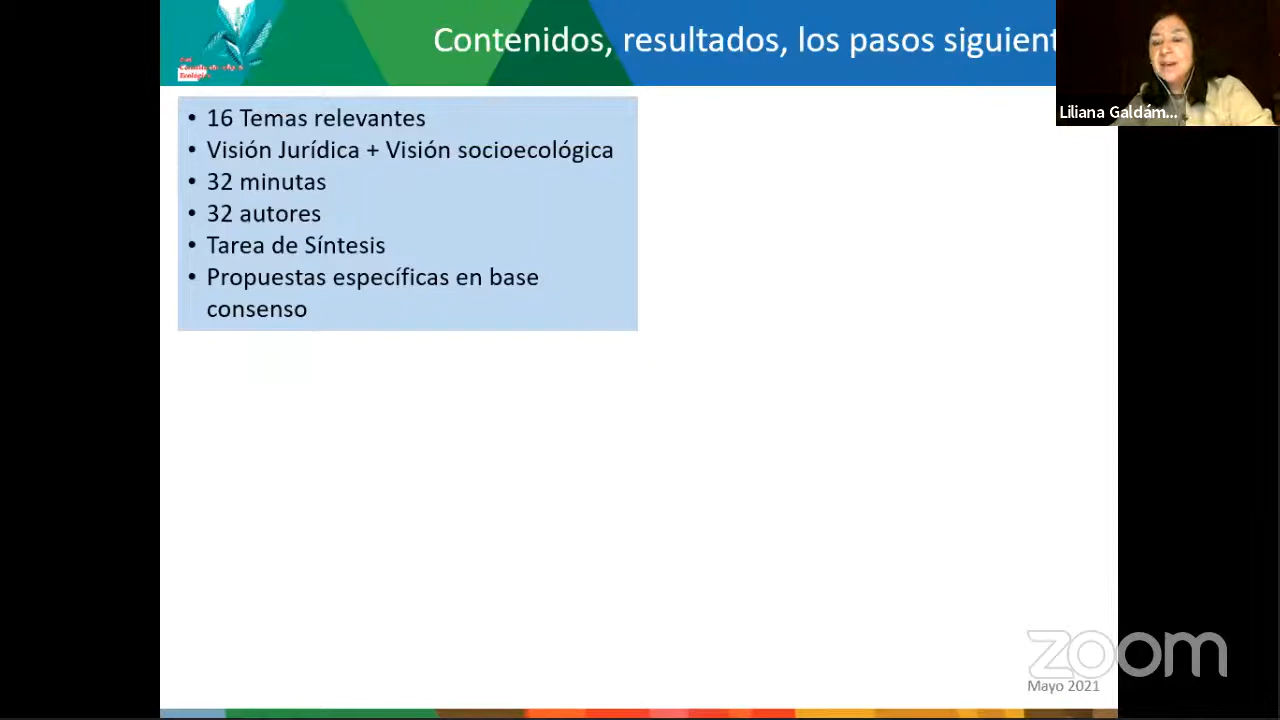 Contenidos, resultados, los pasos siguient
Liliana Galdám...
• 16 Temas relevantes
• Visión Jurídica + Visión socioecológica
• 32 minutas
• 32 autores
• Tarea de Síntesis
• Propuestas específicas en base
consenso
zoom
Mayo 2021